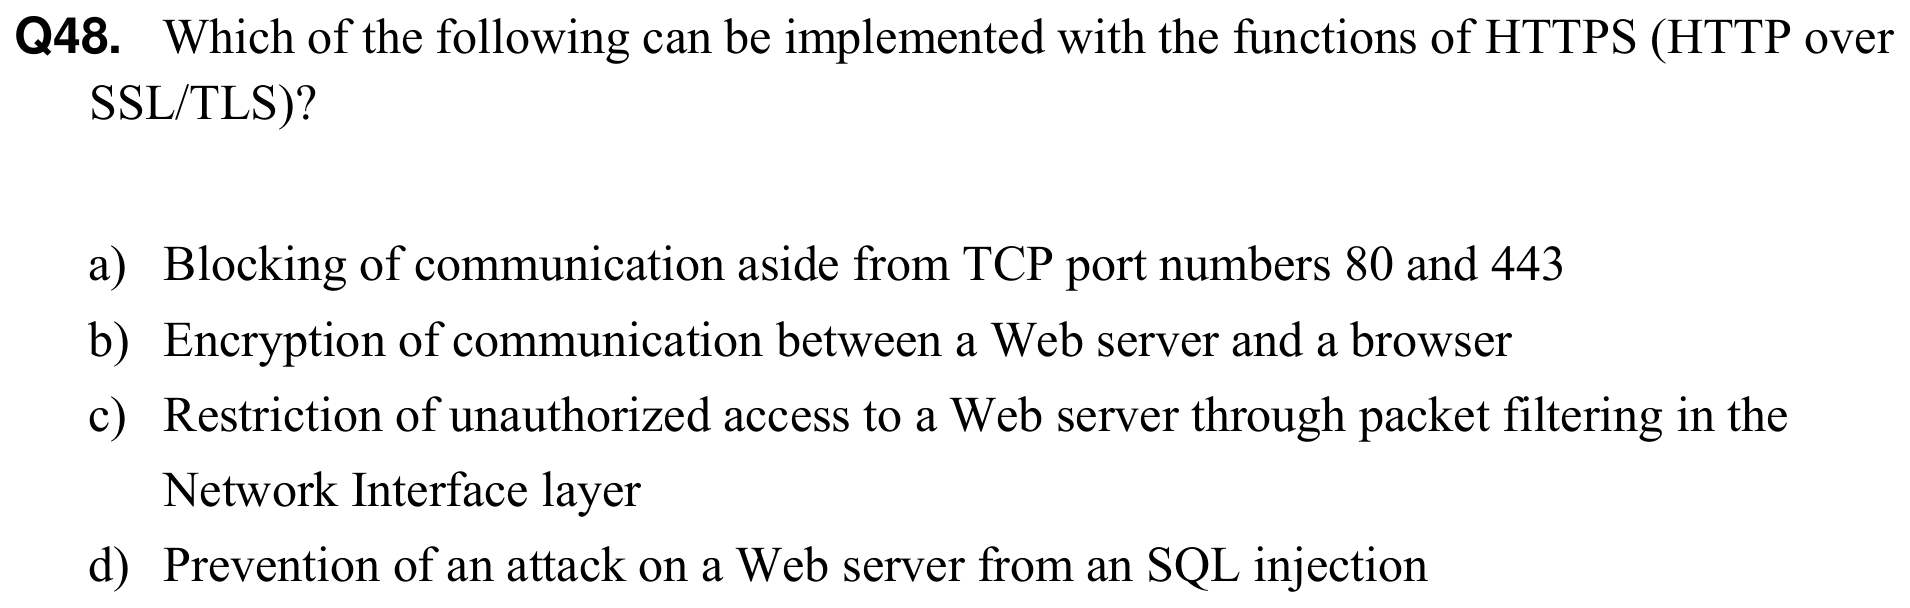 Q48. Which of the following can be implemented with the functions of HTTPS (HTTP over
SSL/TLS)?
a) Blocking of communication aside from TCP port numbers 80 and 443
b) Encryption of communication between a Web server and a browser
c) Restriction of unauthorized access to a Web server through packet filtering in the
Network Interface layer
d) Prevention of an attack on a Web server from an SQL injection